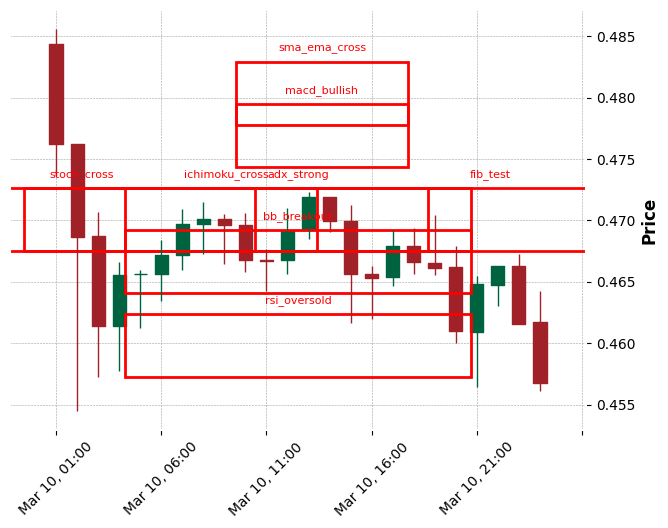 sma_ema_cross
0.485
macd_bullish
0.480
stoch_cross
ichimoku_cross
adx_strong
fib_test
0.475
bb_breakout
0.470
Price
0.465
rsi_oversold
0.460
0.455
Mar 10, 01:00
Mar 10, 06:00
Mar 10, 11:00
Mar 10, 16:00
Mar 10, 21:00